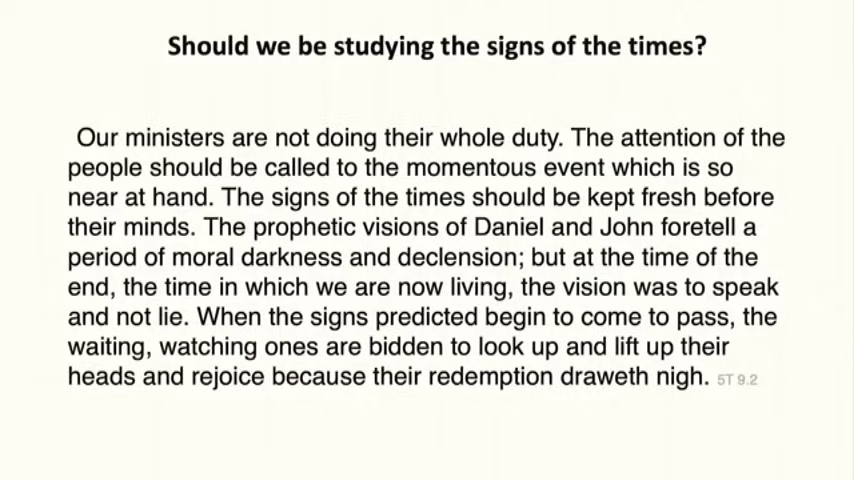 Should we be studying the signs of the times?
Our ministers are not doing their whole duty. The attention of the
people should be called to the momentous event which is so
near at hand. The signs of the times should be kept fresh before
their minds. The prophetic visions of Daniel and John foretell a
period of moral darkness and declension; but at the time of the
end, the time in which we are now living, the vision was to speak
and not lie. When the signs predicted begin to come to pass, the
waiting, watching ones are bidden to look up and lift up their
heads and rejoice because their redemption draweth nigh. 5T 9.2